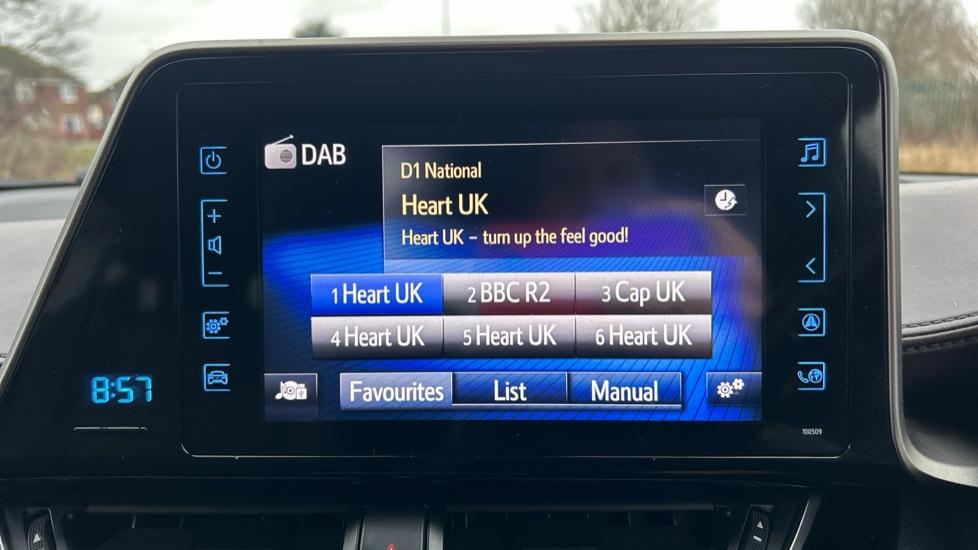 DAB
D1 National
Heart UK
Heart UK - turn up the feel good!
1 Heart UK 2 BBC R2 3 Cap UK
4 Heart UK 5 Heart UK 6 Heart UK
Favourites List Manual
8:57
100509